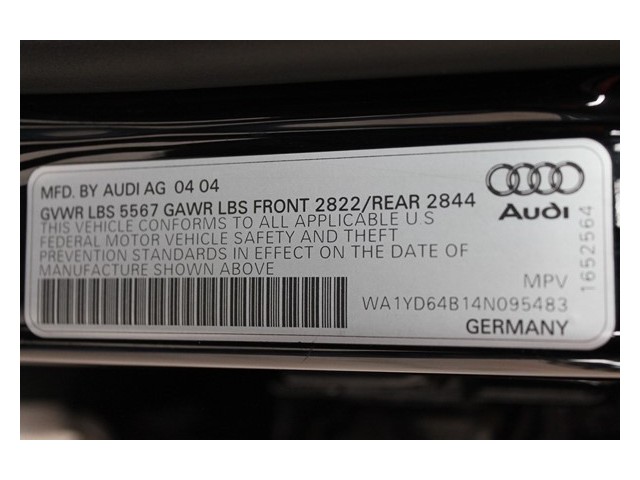 MFD. BY AUDI AG 04 04
GVWR LBS 5567 GAWR LBS FRONT 2822/REAR 2844
THIS VEHICLE CONFORMS TO ALL APPLICABLE U S
FEDERAL MOTOR VEHICLE SAFETY AND THEFT
PREVENTION STANDARDS IN EFFECT ON THE DATE OF
MANUFACTURE SHOWN ABOVE
Audi
1652564
MPV
WA1YD64B14N095483
GERMANY